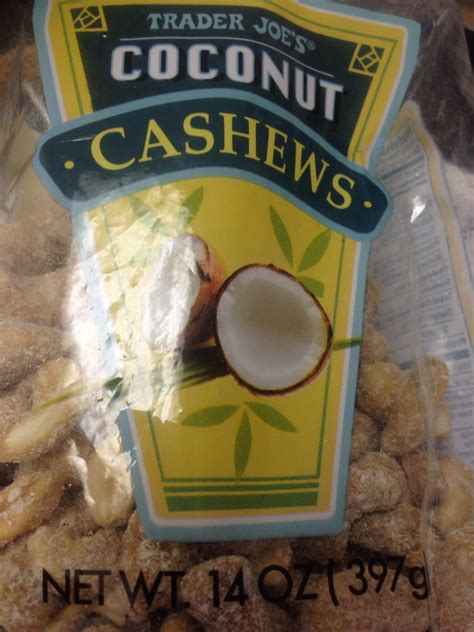 TRADER JOE'S®
COCONUT
· CASHEWS ·
NET WT. 14 OZ (397g